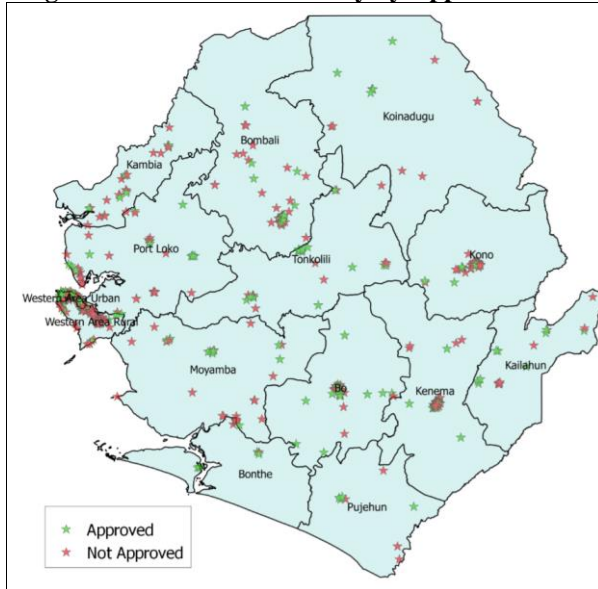 Koinadugu
Bombali
Kambia
Port Loko
Tonkolili
Kono
Western Area Urban
Western Area Rural
Kailahun
Moyamba
Bo
Kenema
Bonthe
Pujehun
Approved
Not Approved